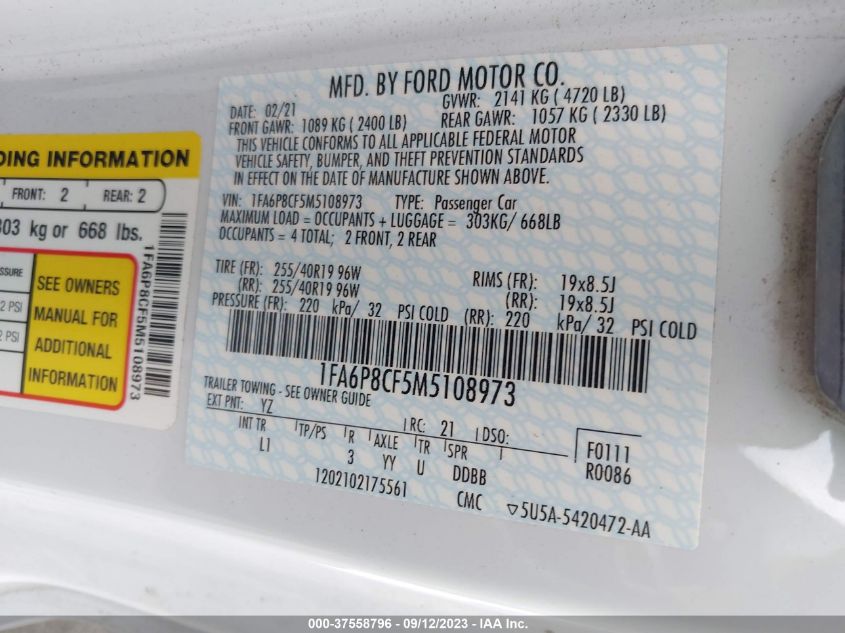 MFD. BY FORD MOTOR CO.
DATE: 02/21
GVWR: 2141 KG ( 4720 LB)
FRONT GAWR: 1089 KG ( 2400 LB)
REAR GAWR: 1057 KG ( 2330 LB)
THIS VEHICLE CONFORMS TO ALL APPLICABLE FEDERAL MOTOR
VEHICLE SAFETY, BUMPER, AND THEFT PREVENTION STANDARDS
IN EFFECT ON THE DATE OF MANUFACTURE SHOWN ABOVE.
VIN: 1FA6P8CF5M5108973 TYPE: Passenger Car
MAXIMUM LOAD = OCCUPANTS + LUGGAGE = 303KG/ 668LB
OCCUPANTS = 4 TOTAL; 2 FRONT, 2 REAR
TIRE (FR): 255/40R19 96W RIMS (FR): 19x8.5J
(RR): 255/40R19 96W (RR): 19x8.5J
PRESSURE (FR): 220 kPa/ 32 PSI COLD (RR): 220 kPa/ 32 PSI COLD
1FA6P8CF5M5108973
TRAILER TOWING - SEE OWNER GUIDE
EXT PNT: YZ RC: 21 DSO:
INT TR TP/PS R AXLE TR SPR
L1 3 YY U DDBB
F0111
R0086
1202102175561 CMC 5U5A-5420472-AA
DING INFORMATION
FRONT: 2 REAR: 2
303 kg or 668 lbs.
SSURE
2 PSI
2 PSI
SEE OWNERS
MANUAL FOR
ADDITIONAL
INFORMATION
1FA6P8CF5M5108973
000-37558796 - 09/12/2023 - IAA Inc.